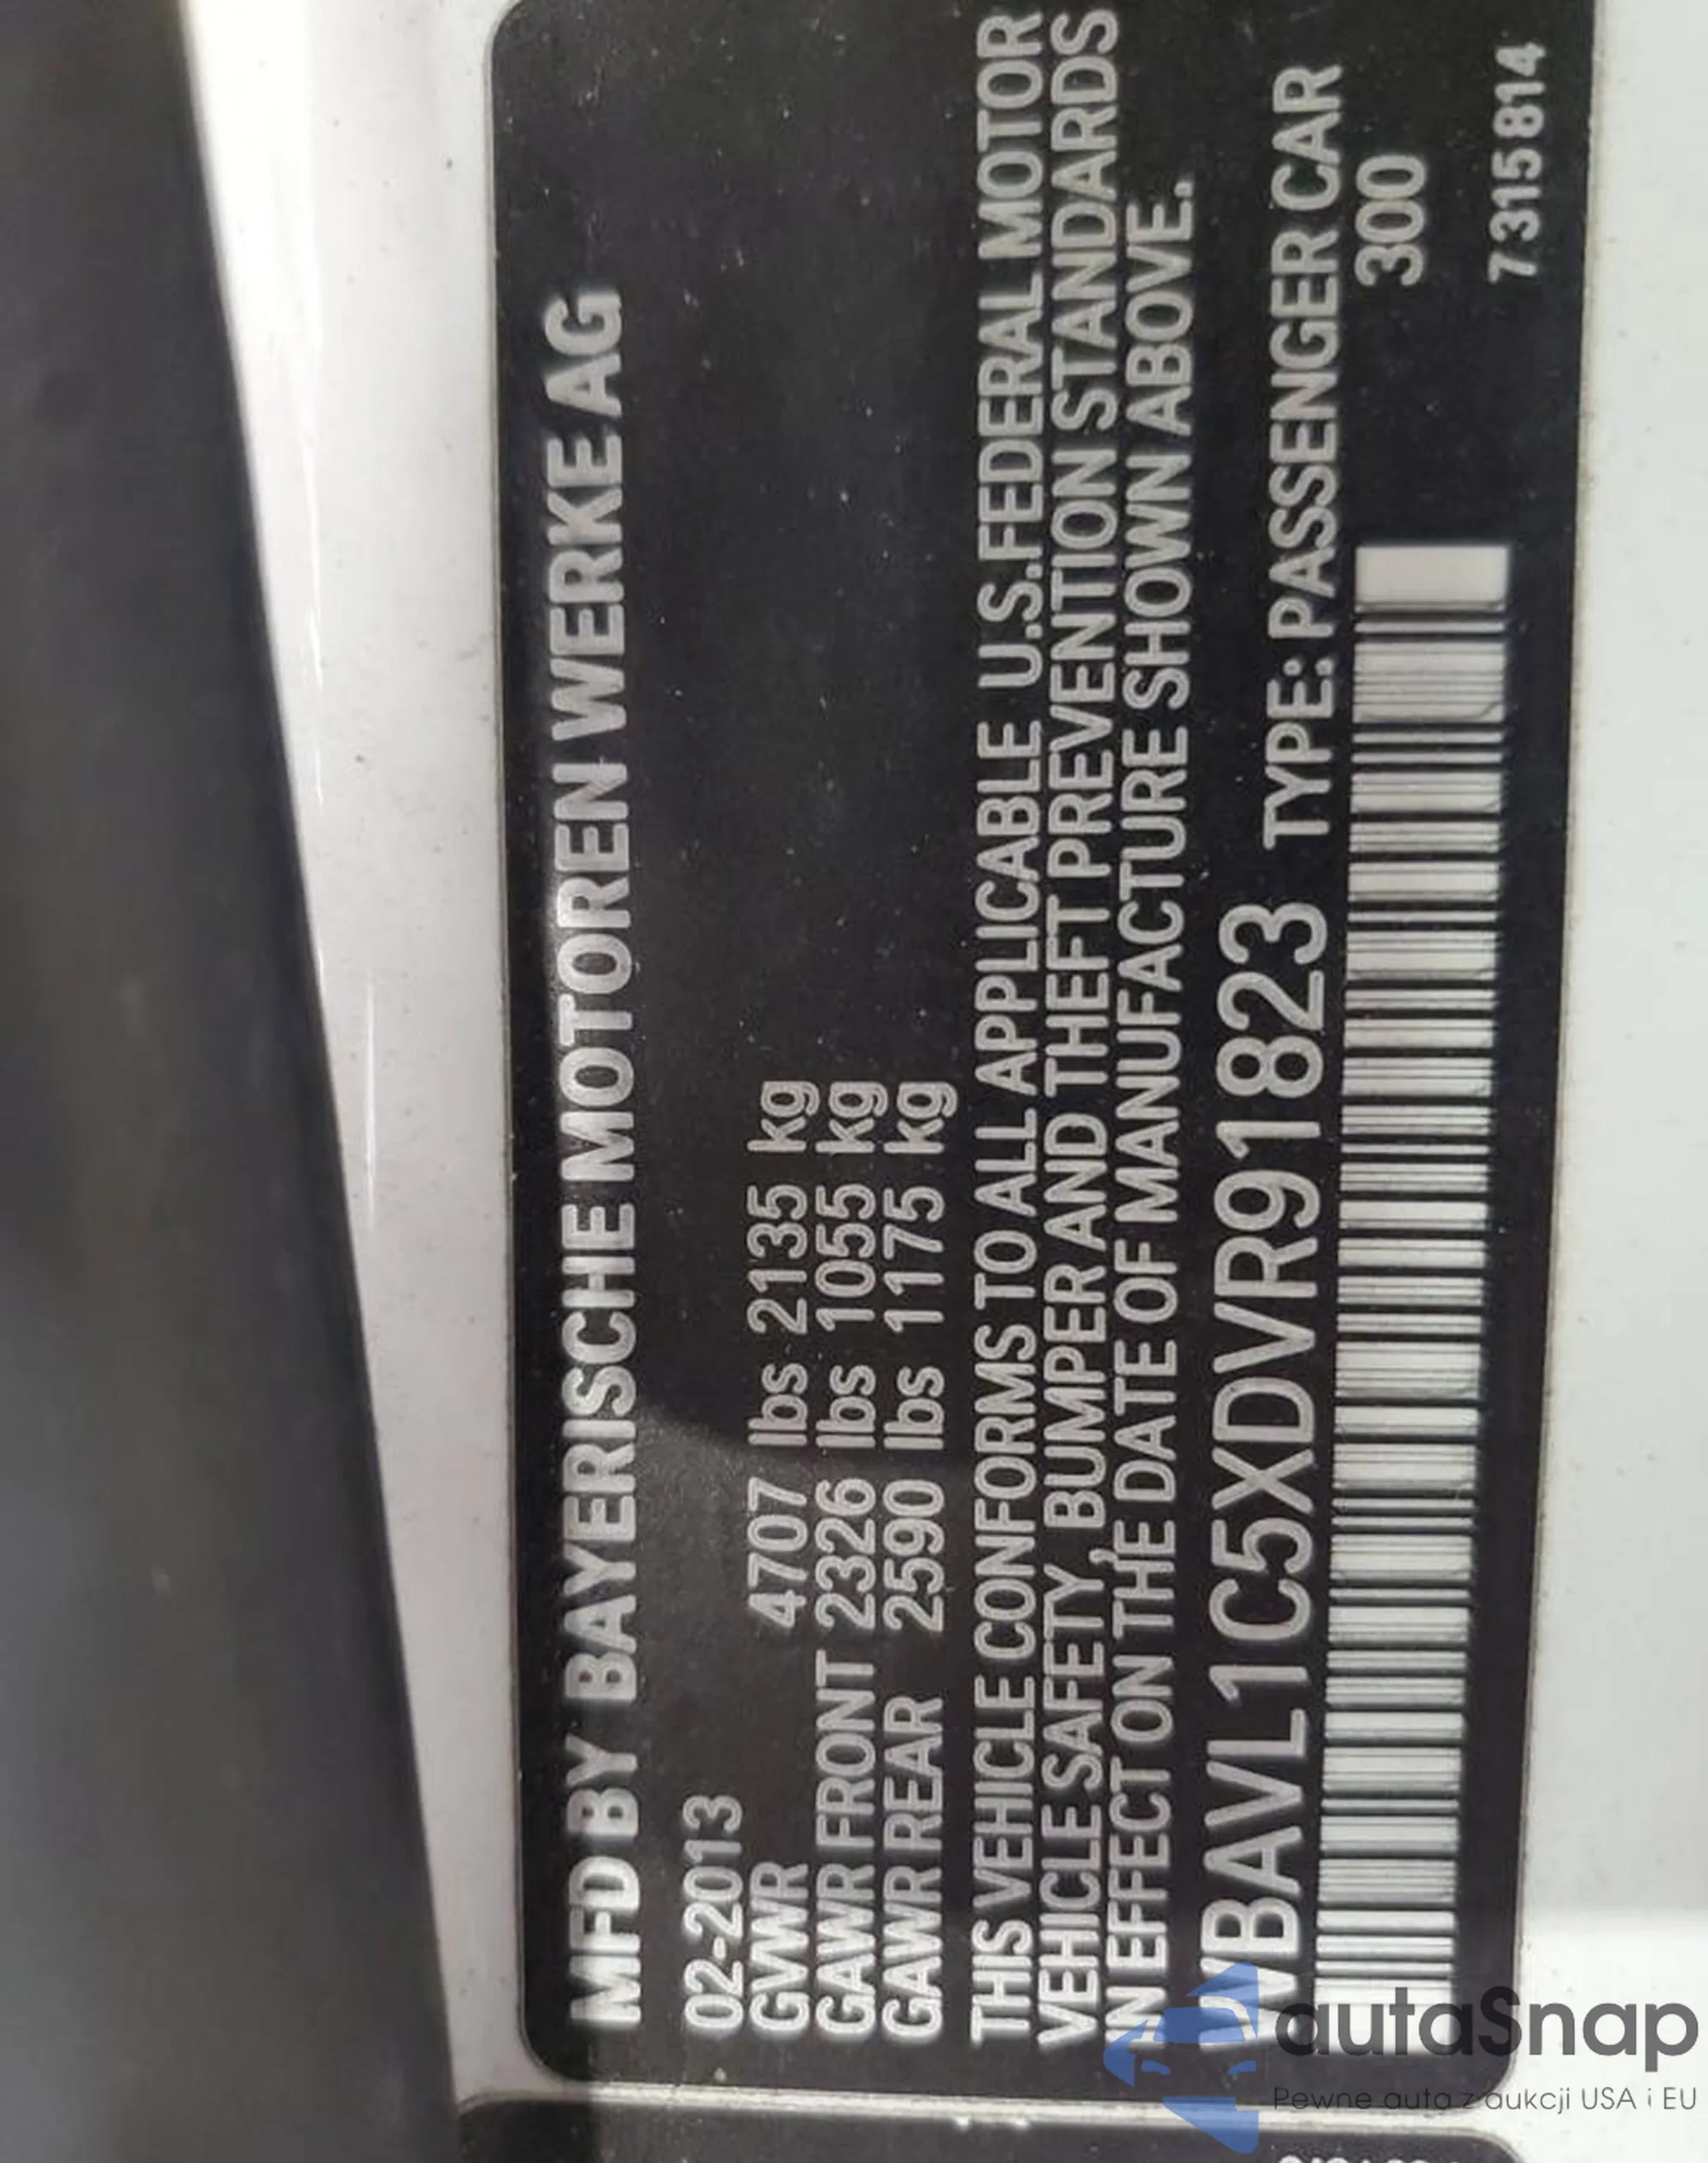 MFD BY BAYERISCHE MOTOREN WERKE AG
02-2013
GVWR 4707 lbs 2135 kg
GAWR FRONT 2326 lbs 1055 kg
GAWR REAR 2590 lbs 1175 kg
THIS VEHICLE CONFORMS TO ALL APPLICABLE U.S. FEDERAL MOTOR
VEHICLE SAFETY, BUMPER AND THEFT PREVENTION STANDARDS
IN EFFECT ON THE DATE OF MANUFACTURE SHOWN ABOVE.
WBAVL1C5XDVR91823 TYPE: PASSENGER CAR
300
7315814
autaSnap
Pewne auta z aukcji USA i EU